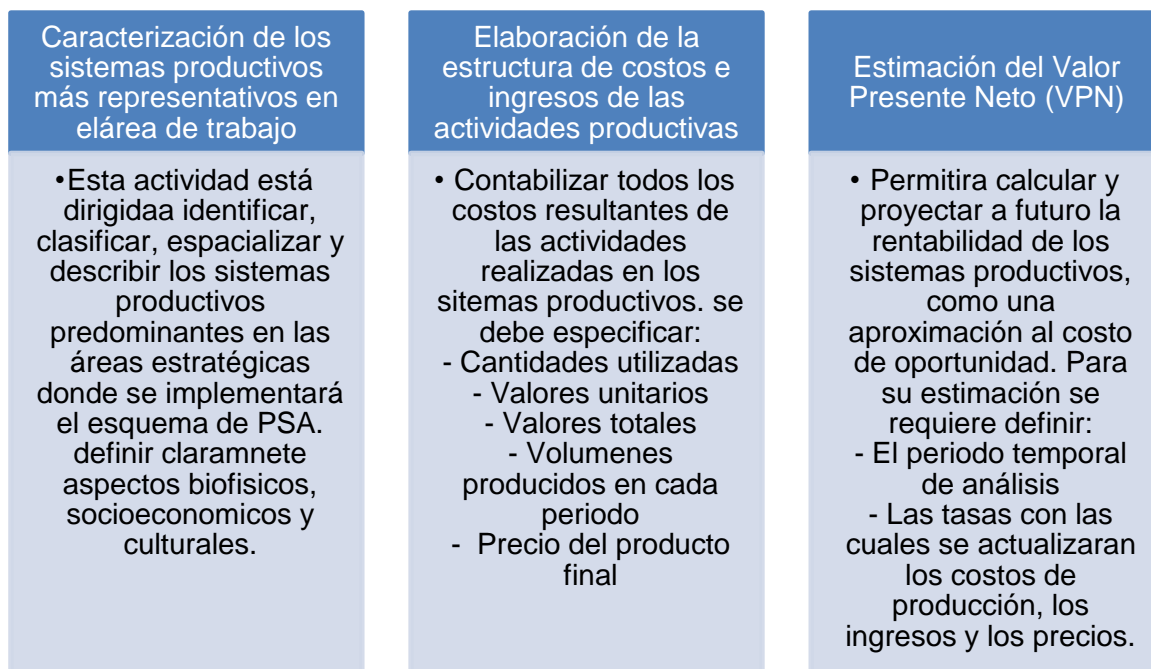 Caracterización de los
sistemas productivos
más representativos en
elárea de trabajo
•Esta actividad está
dirigidaa identificar,
clasificar, espacializar y
describir los sistemas
productivos
predominantes en las
áreas estratégicas
donde se implementará
el esquema de PSA.
definir claramnete
aspectos biofisicos,
socioeconomicos y
culturales.
Elaboración de la
estructura de costos e
ingresos de las
actividades productivas
• Contabilizar todos los
costos resultantes de
las actividades
realizadas en los
sitemas productivos. se
debe especificar:
- Cantidades utilizadas
- Valores unitarios
- Valores totales
- Volumenes
producidos en cada
periodo
- Precio del producto
final
Estimación del Valor
Presente Neto (VPN)
• Permitira calcular y
proyectar a futuro la
rentabilidad de los
sistemas productivos,
como una
aproximación al costo
de oportunidad. Para
su estimación se
requiere definir:
- El periodo temporal
de análisis
- Las tasas con las
cuales se actualizaran
los costos de
producción, los
ingresos y los precios.